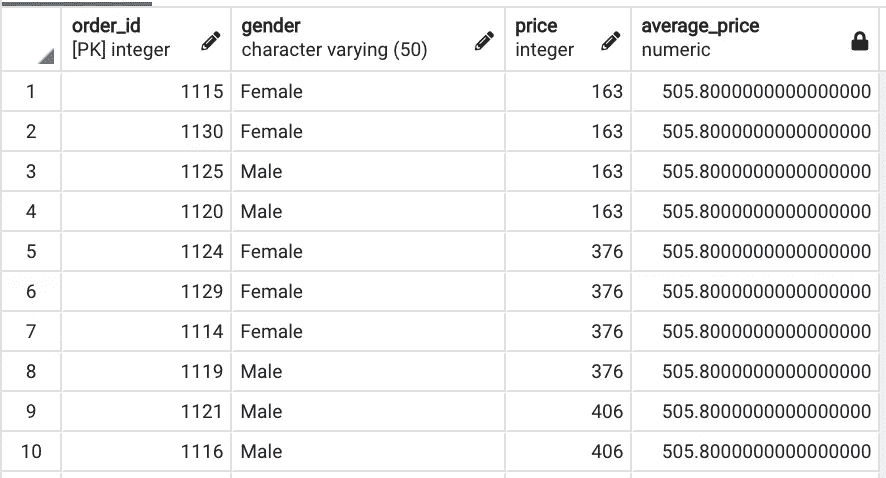 order_id gender price average_price
[PK] integer character varying (50) integer numeric
1 1115 Female 163 505.8000000000000000
2 1130 Female 163 505.8000000000000000
3 1125 Male 163 505.8000000000000000
4 1120 Male 163 505.8000000000000000
5 1124 Female 376 505.8000000000000000
6 1129 Female 376 505.8000000000000000
7 1114 Female 376 505.8000000000000000
8 1119 Male 376 505.8000000000000000
9 1121 Male 406 505.8000000000000000
10 1116 Male 406 505.8000000000000000